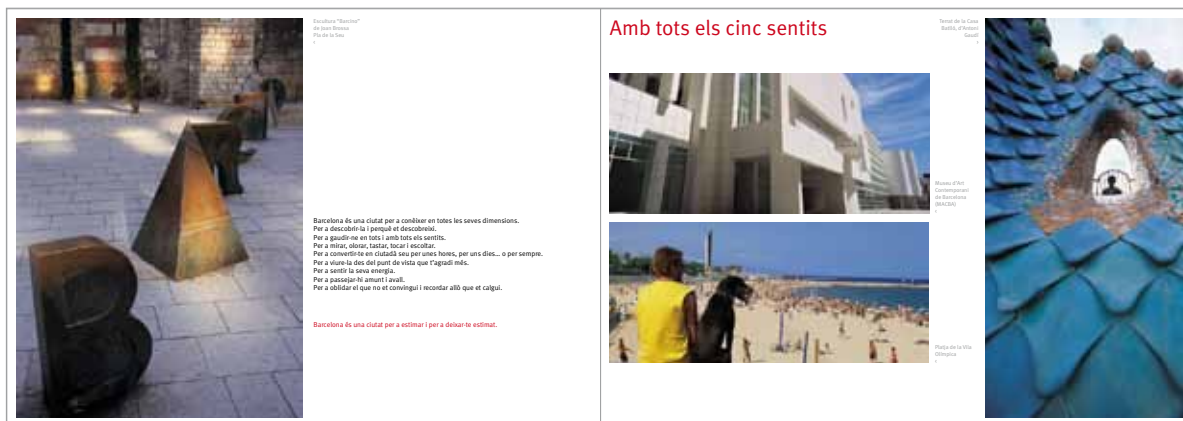 Escultura "Barcino"
de Joan Brossa
Pla de la Seu
Barcelona és una ciutat per a conèixer en totes les seves dimensions.
Per a descobrir-la i perquè et descobreixi.
Per a gaudir-ne en tots i amb tots els sentits.
Per a mirar, olorar, tastar, tocar i escoltar.
Per a convertir-te en ciutadà seu per unes hores, per uns dies... o per sempre.
Per a viure-la des del punt de vista que t'agradi més.
Per a sentir la seva energia.
Per a passejar-hi amunt i avall.
Per a oblidar el que no et convingui i recordar allò que et calgui.
Barcelona és una ciutat per a estimar i per a deixar-te estimar.
Amb tots els cinc sentits
Terrat de la Casa
Batlló, d'Antoni
Gaudí
Museu d'Art
Contemporani
de Barcelona
(MACBA)
Platja de la Vila
Olímpica
B
A
R